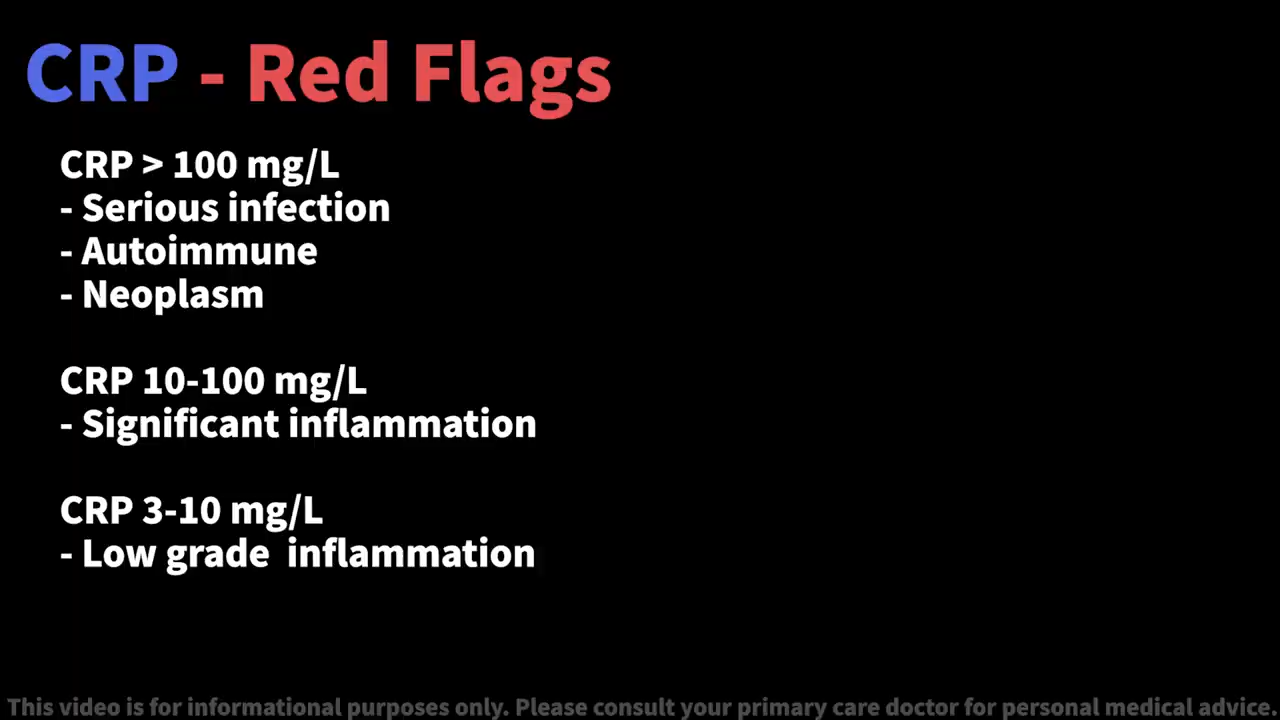 CRP - Red Flags
CRP > 100 mg/L
- Serious infection
- Autoimmune
- Neoplasm
CRP 10-100 mg/L
- Significant inflammation
CRP 3-10 mg/L
- Low grade  inflammation
This video is for informational purposes only. Please consult your primary care doctor for personal medical advice.